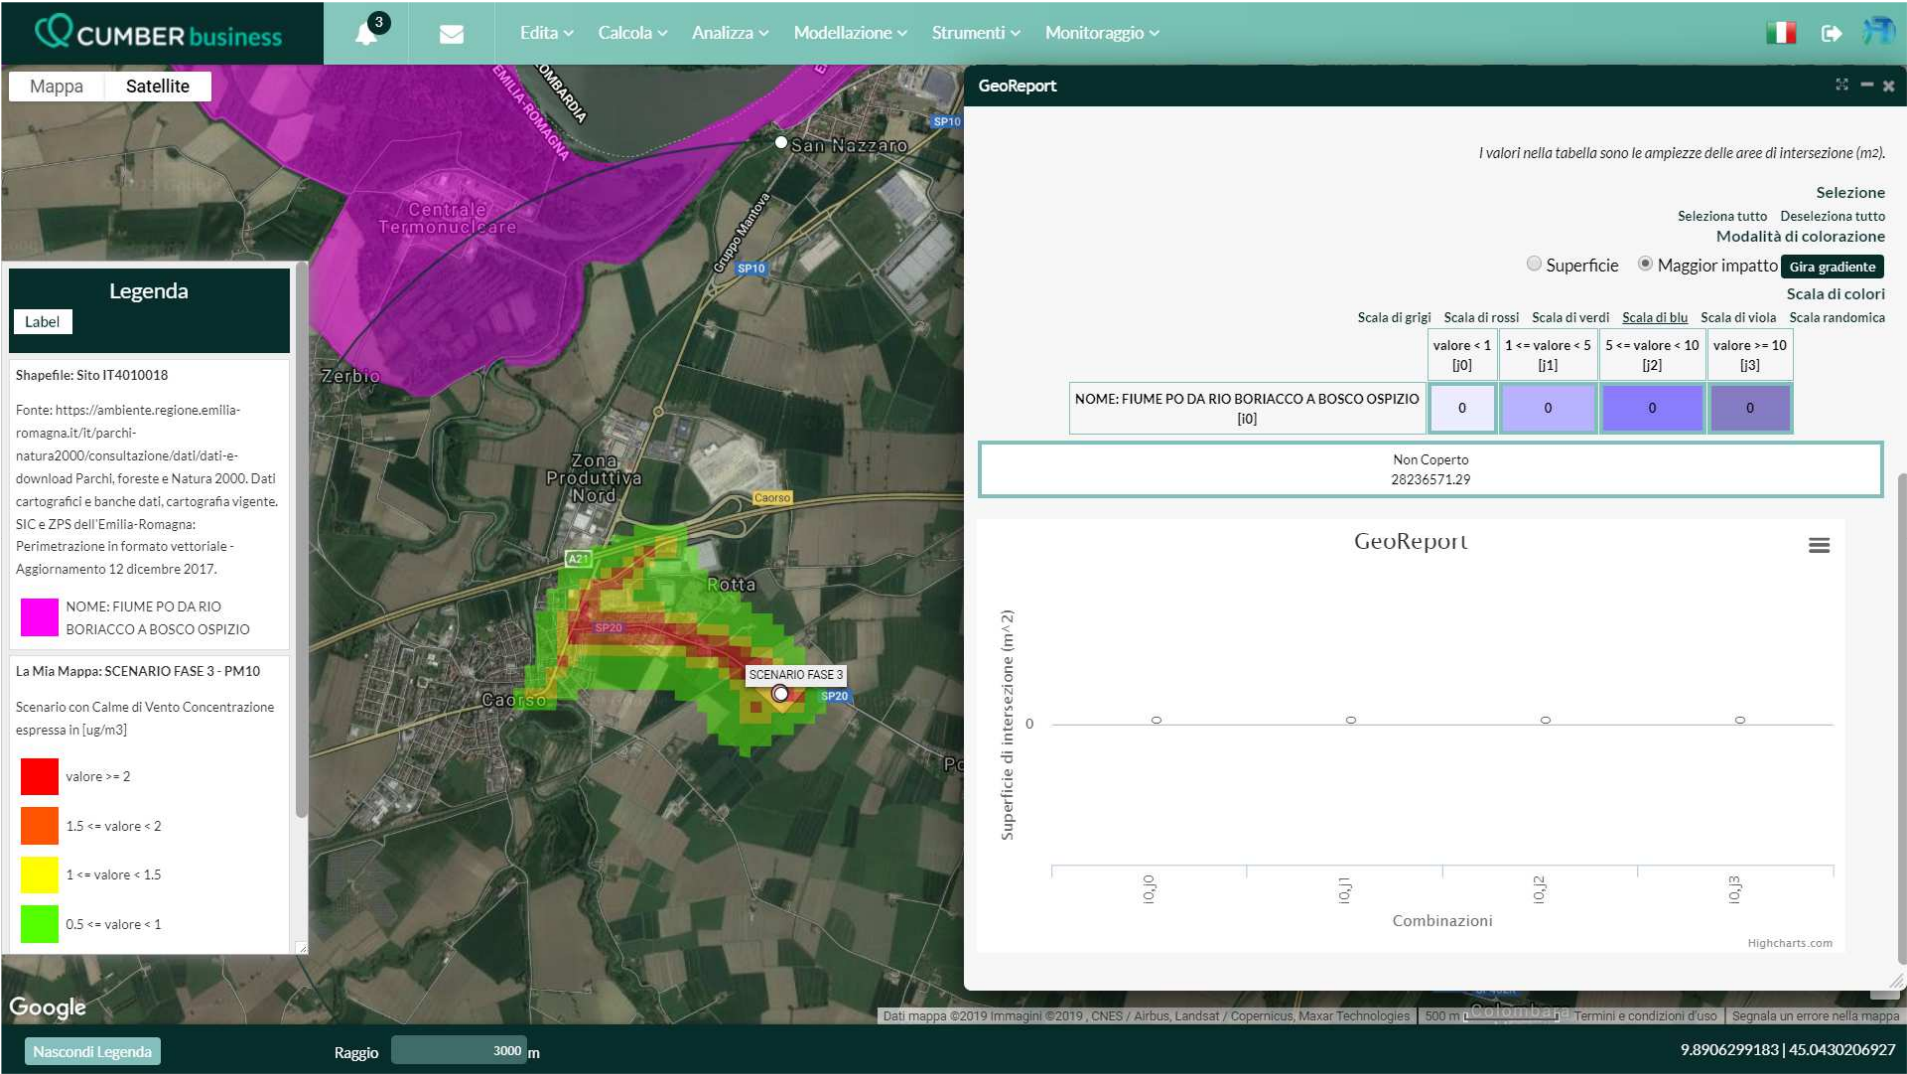 CUMBER business
3
Edita
Calcola
Analizza
Modellazione
Strumenti
Monitoraggio
Mappa
Satellite
EMILIA-ROMAGNA
LOMBARDIA
San Nazzaro
SP10
Centrale
Termonucleare
Gruppo Mantova
SP10
Zerbio
Zona
Produttiva
Nord
Caorso
A21
Rotta
SP20
SCENARIO FASE 3
SP20
Caorso
Legenda
Label
Shapefile: Sito IT4010018
Fonte: https://ambiente.regione.emilia-
romagna.it/it/parchi-
natura2000/consultazione/dati/dati-e-
download Parchi, foreste e Natura 2000. Dati
cartografici e banche dati, cartografia vigente.
SIC e ZPS dell'Emilia-Romagna:
Perimetrazione in formato vettoriale -
Aggiornamento 12 dicembre 2017.
NOME: FIUME PO DA RIO
BORIACCO A BOSCO OSPIZIO
La Mia Mappa: SCENARIO FASE 3 - PM10
Scenario con Calme di Vento Concentrazione
espressa in [ug/m3]
valore >= 2
1.5 <= valore < 2
1 <= valore < 1.5
0.5 <= valore < 1
GeoReport
I valori nella tabella sono le ampiezze delle aree di intersezione (m2).
Selezione
Seleziona tutto Deseleziona tutto
Modalità di colorazione
Superficie Maggior impatto Gira gradiente
Scala di colori
Scala di grigi Scala di rossi Scala di verdi Scala di blu Scala di viola Scala randomica
valore < 1 1 <= valore < 5 5 <= valore < 10 valore >= 10
[j0] [j1] [j2] [j3]
NOME: FIUME PO DA RIO BORIACCO A BOSCO OSPIZIO
[i0]
0 0 0 0
Non Coperto
28236571.29
GeoReport
Superficie di intersezione (m^2)
0
0 0 0 0
i0,j0 i0,j1 i0,j2 i0,j3
Combinazioni
Highcharts.com
Google
Colombara
Dati mappa ©2019 Immagini ©2019 , CNES / Airbus, Landsat / Copernicus, Maxar Technologies 500 m Termini e condizioni d'uso Segnala un errore nella mappa
Nascondi Legenda
Raggio 3000 m
9.8906299183 | 45.0430206927